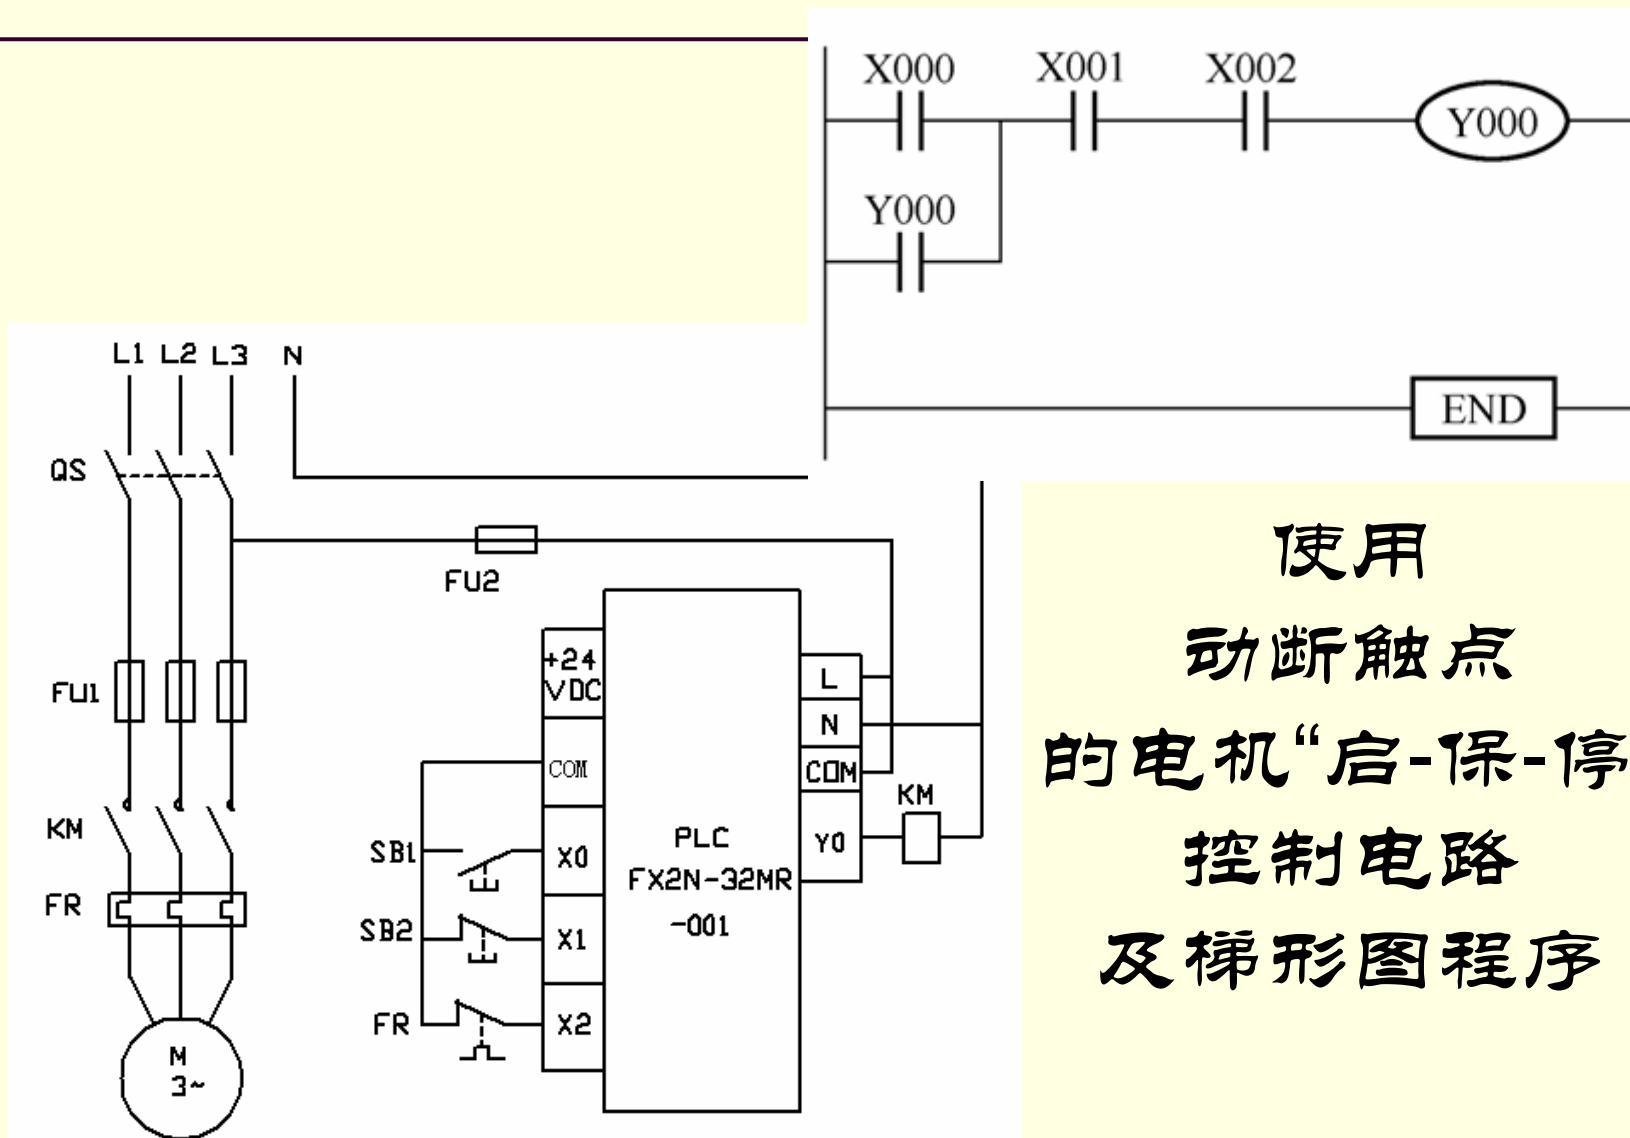 X000 X001 X002
Y000
Y000
END
L1 L2 L3 N
QS
FU2
FU1
KM
FR
M
3~
+24
VDC
COM
SB1
X0
SB2
X1
FR
X2
PLC
FX2N-32MR
-001
L
N
COM
KM
Y0
使用
动断触点
的电机“启-保-停
控制电路
及梯形图程序